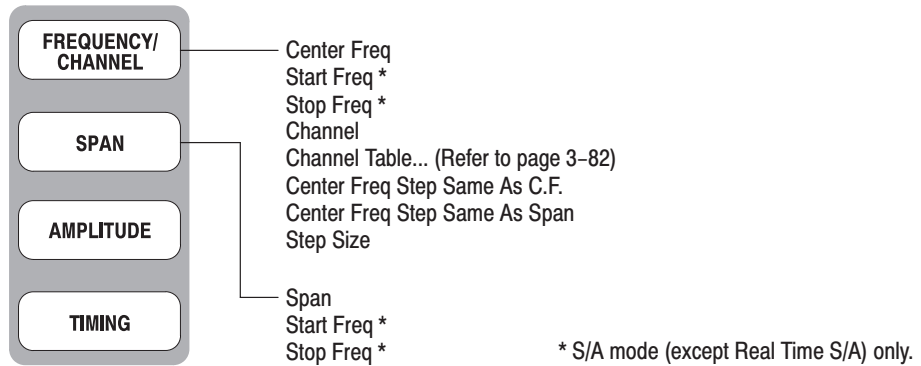 FREQUENCY/
CHANNEL
SPAN
AMPLITUDE
TIMING
Center Freq
Start Freq *
Stop Freq *
Channel
Channel Table... (Refer to page 3–82)
Center Freq Step Same As C.F.
Center Freq Step Same As Span
Step Size
Span
Start Freq *
Stop Freq *
* S/A mode (except Real Time S/A) only.